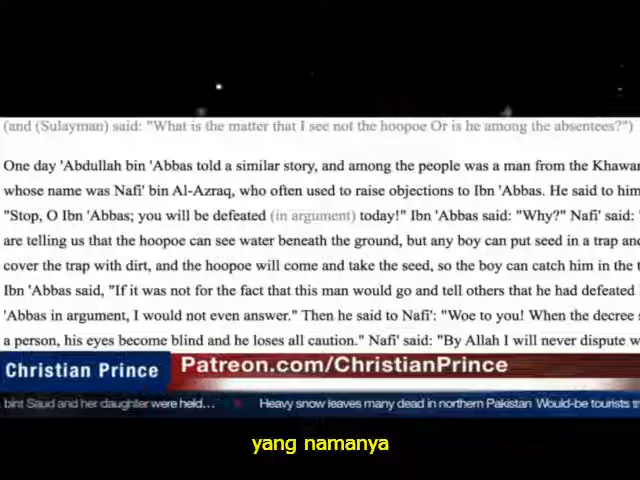 (and (Sulayman) said: "What is the matter that I see not the hoopoe Or is he among the absentees?")
One day 'Abdullah bin 'Abbas told a similar story, and among the people was a man from the Khawar
whose name was Nafi' bin Al-Azraq, who often used to raise objections to Ibn 'Abbas. He said to him
"Stop, O Ibn 'Abbas; you will be defeated (in argument) today!" Ibn 'Abbas said: "Why?" Nafi' said: "
are telling us that the hoopoe can see water beneath the ground, but any boy can put seed in a trap and
cover the trap with dirt, and the hoopoe will come and take the seed, so the boy can catch him in the t
Ibn 'Abbas said, "If it was not for the fact that this man would go and tell others that he had defeated
'Abbas in argument, I would not even answer." Then he said to Nafi': "Woe to you! When the decree s
a person, his eyes become blind and he loses all caution." Nafi' said: "By Allah I will never dispute w
Christian Prince
Patreon.com/ChristianPrince
bint Saud and her daughter were held... Heavy snow leaves many dead in northern Pakistan Would-be tourists
yang namanya